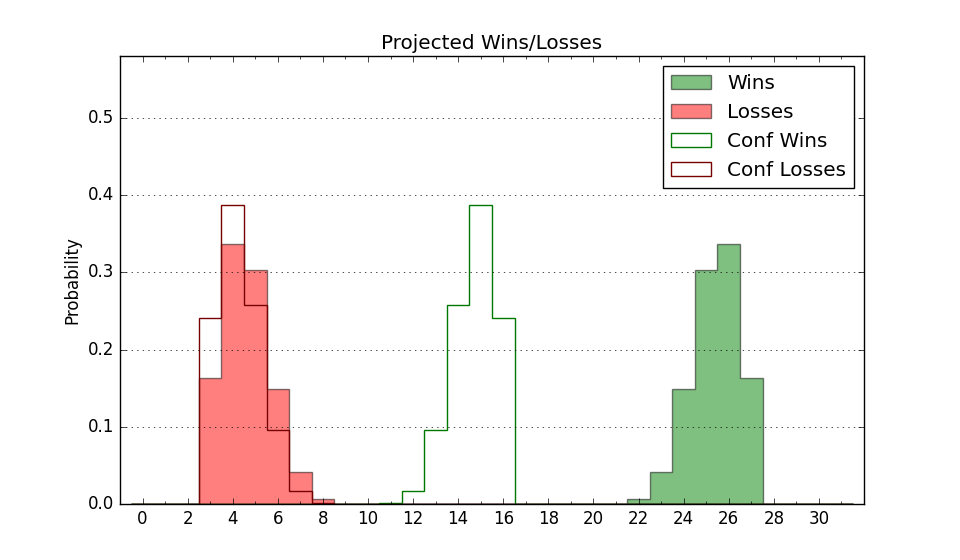 Projected Wins/Losses
Wins
Losses
Conf Wins
Conf Losses
Probability
0.5
0.4
0.3
0.2
0.1
0.0
0 2 4 6 8 10 12 14 16 18 20 22 24 26 28 30